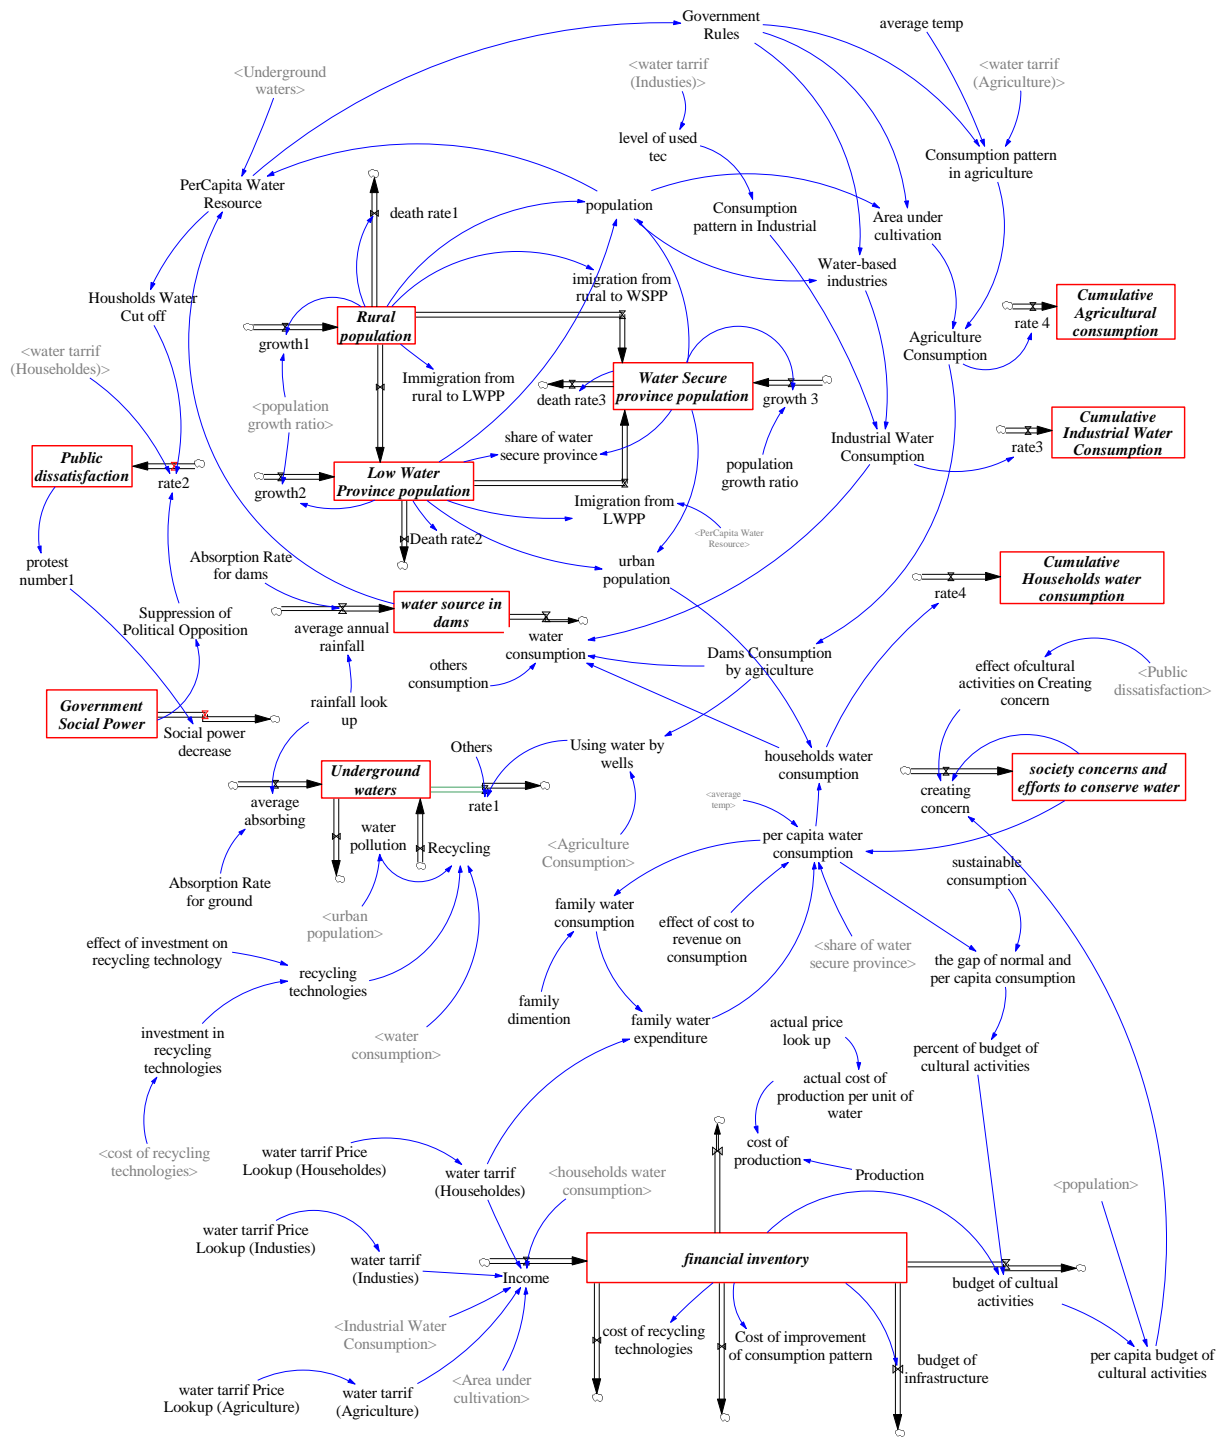 Government
Rules
average temp
<Underground
waters>
<water tarrif
(Industies)>
<water tarrif
(Agriculture)>
level of used
tec
Consumption pattern
in agriculture
PerCapita Water
Resource
death rate1
population
Consumption
pattern in Industrial
Area under
cultivation
Water-based
industries
imigration from
rural to WSPP
Housholds Water
Cut off
Rural
population
growth1
Cumulative
Agricultural
consumption
rate 4
Agriculture
Consumption
<water tarrif
(Householdes)>
Immigration from
rural to LWPP
Water Secure
province population
death rate3
growth 3
<population
growth ratio>
share of water
secure province
population
growth ratio
Industrial Water
Consumption
Cumulative
Industrial Water
Consumption
rate3
Public
dissatisfaction
rate2
Low Water
Province population
growth2
Imigration from
LWPP
<PerCapita Water
Resource>
Death rate2
protest
number1
Absorption Rate
for dams
urban
population
Cumulative
Households water
consumption
rate4
Suppression of
Political Opposition
water source in
dams
average annual
rainfall
water
consumption
others
consumption
Dams Consumption
by agriculture
effect ofcultural
activities on Creating
concern
<Public
dissatisfaction>
Government
Social Power
rainfall look
up
Social power
decrease
Others
Using water by
wells
households water
consumption
Underground
waters
rate1
average
absorbing
society concerns and
efforts to conserve water
creating
concern
water
pollution
Recycling
<average
temp>
<Agriculture
Consumption>
per capita water
consumption
sustainable
consumption
Absorption Rate
for ground
<urban
population>
family water
consumption
effect of cost to
revenue on
consumption
<share of water
secure province>
effect of investment on
recycling technology
recycling
technologies
the gap of normal and
per capita consumption
family
dimention
family water
expenditure
actual price
look up
investment in
recycling
technologies
<water
consumption>
percent of budget of
cultural activities
actual cost of
production per unit of
water
cost of
production
Production
<cost of recycling
technologies>
water tarrif Price
Lookup (Householdes)
water tarrif
(Householdes)
<households water
consumption>
<population>
water tarrif Price
Lookup (Industies)
water tarrif
(Industies)
Income
financial inventory
budget of cultual
activities
<Industrial Water
Consumption>
cost of recycling
technologies
Cost of improvement
of consumption pattern
budget of
infrastructure
per capita budget of
cultural activities
water tarrif Price
Lookup (Agriculture)
water tarrif
(Agriculture)
<Area under
cultivation>